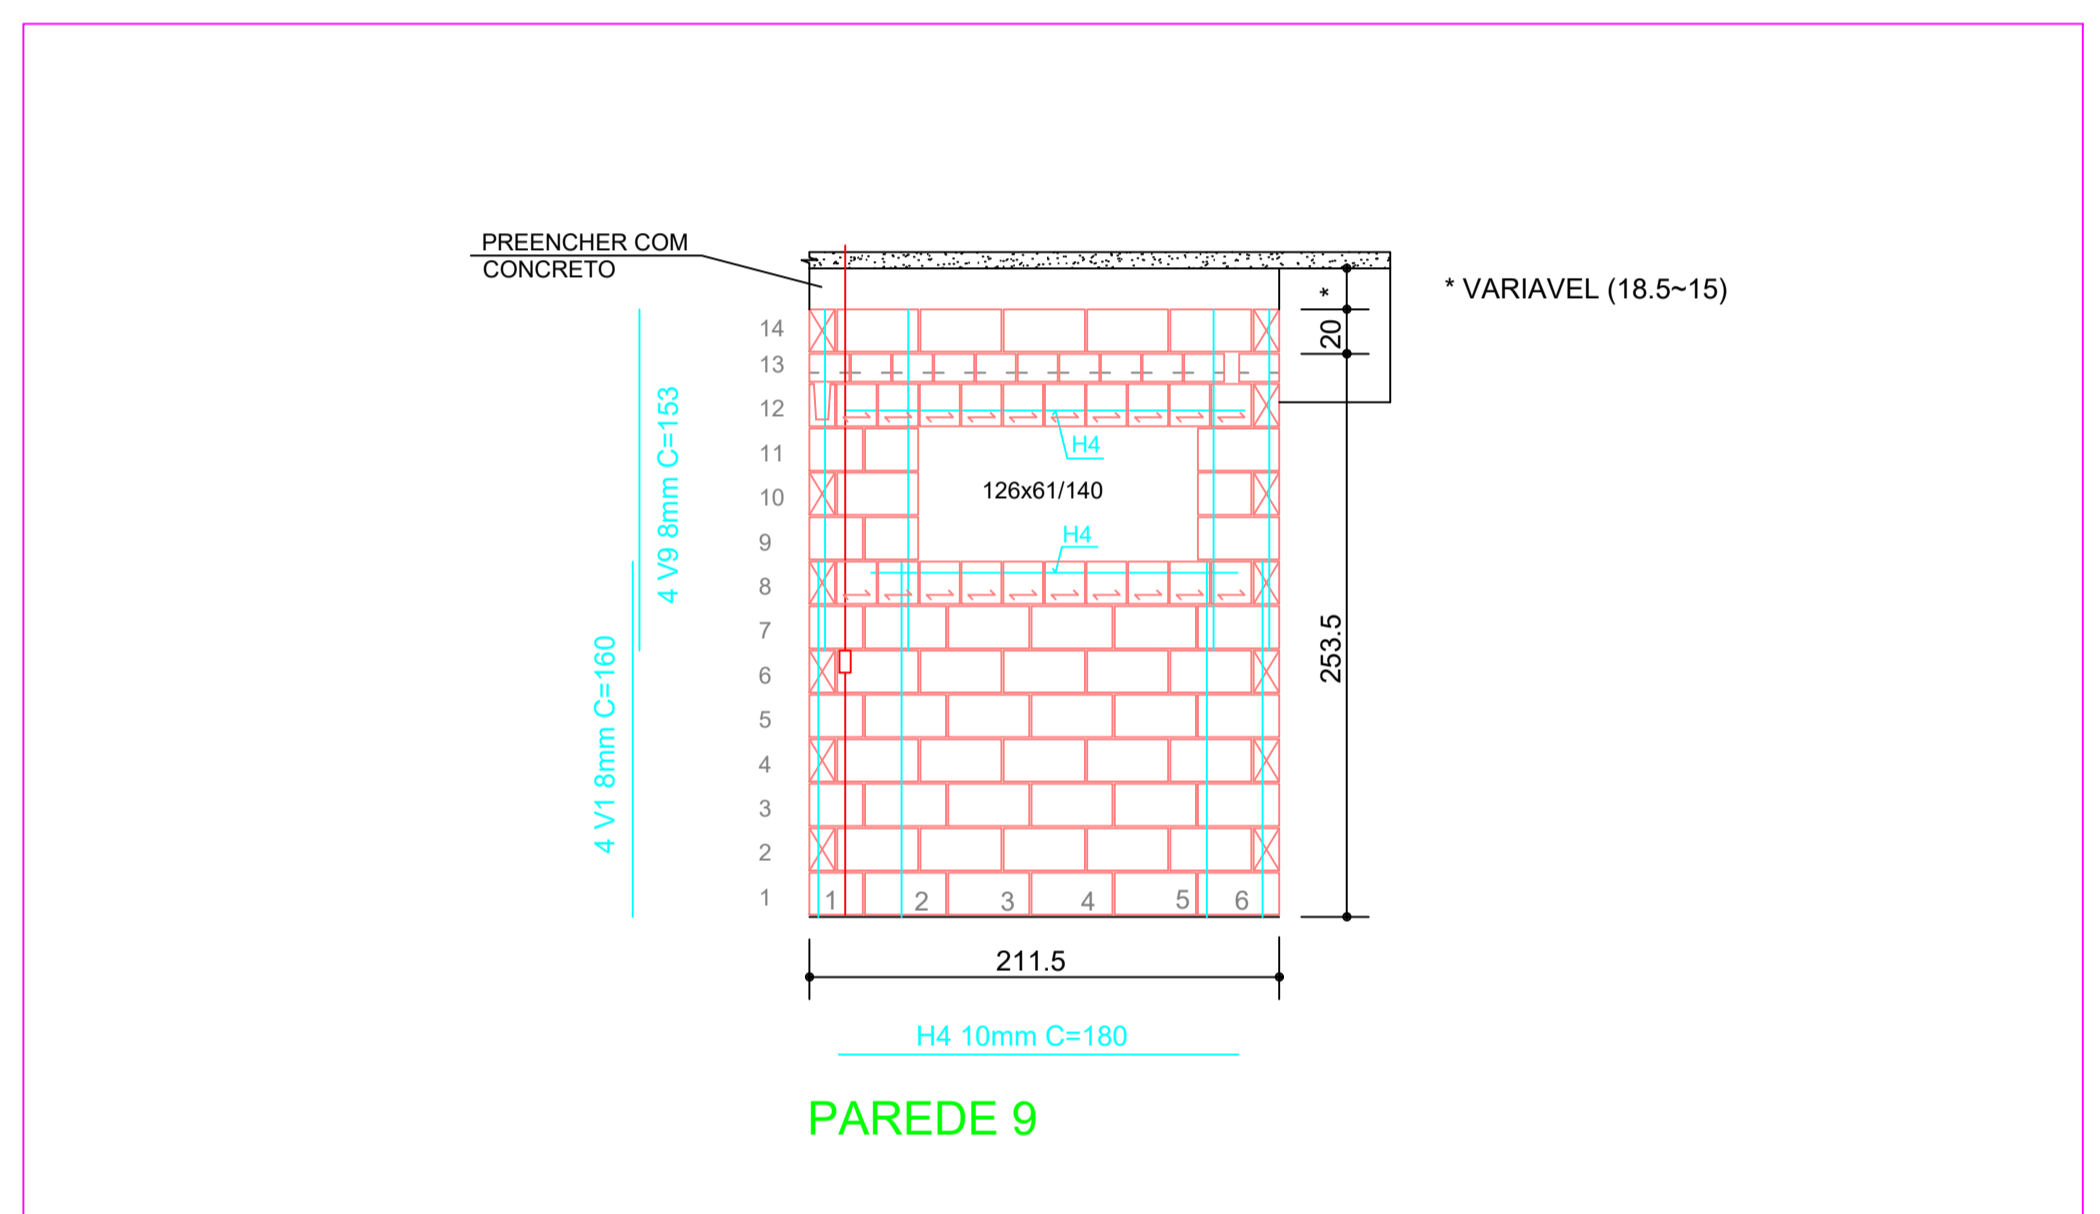 PREENCHER COM
CONCRETO
* VARIAVEL (18.5~15)
*
20
253.5
14
13
12
11
10
9
8
7
6
5
4
3
2
1
4 V9 8mm C=153
4 V1 8mm C=160
H4
126x61/140
H4
1 2 3 4 5 6
211.5
H4 10mm C=180
PAREDE 9